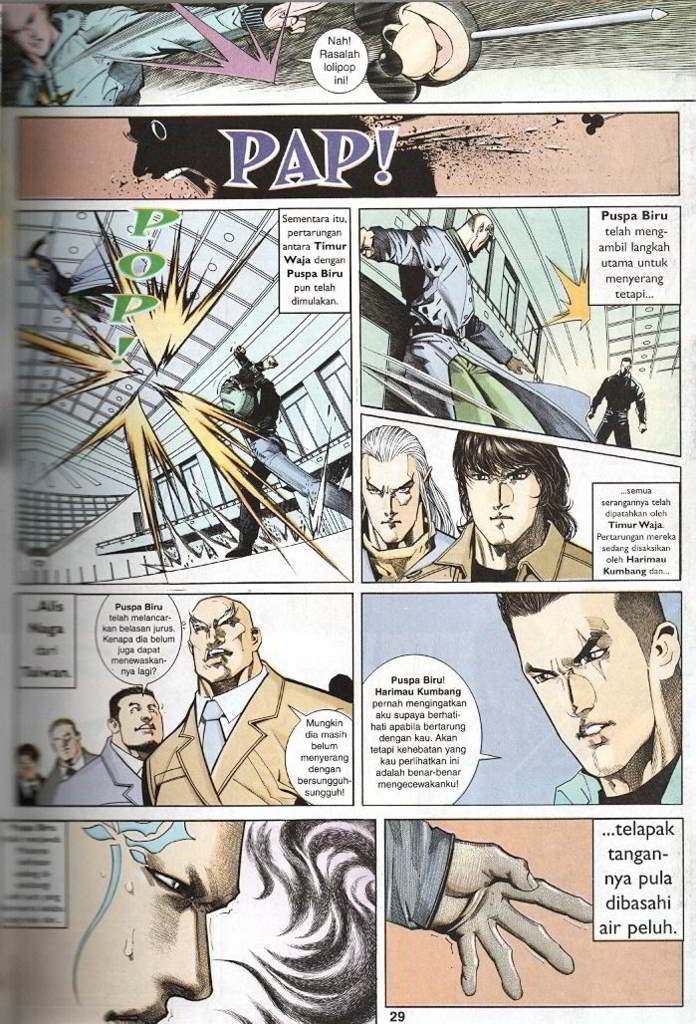 Nah!
Rasalah
lolipop
ini!
PAP!
POP!
Sementara itu,
pertarungan
antara Timur
Waja dengan
Puspa Biru
pun telah
dimulakan.
Puspa Biru
telah meng-
ambil langkah
utama untuk
menyerang
tetapi...
...semua
serangannya telah
dipatahkan oleh
Timur Waja.
Pertarungan mereka
sedang disaksikan
oleh Harimau
Kumbang dan...
...Alis
Naga
dari
Taiwan.
Puspa Biru
telah melancar-
kan belasan jurus.
Kenapa dia belum
juga dapat
menewaskan-
nya lagi?
Mungkin
dia masih
belum
menyerang
dengan
bersungguh-
sungguh!
Puspa Biru!
Harimau Kumbang
pernah mengingatkan
aku supaya berhati-
hati apabila bertarung
dengan kau. Akan
tetapi kehebatan yang
kau perlihatkan ini
adalah benar-benar
mengecewakanku!
Puspa Biru
...telapak
tangan-
nya pula
dibasahi
air peluh.
29